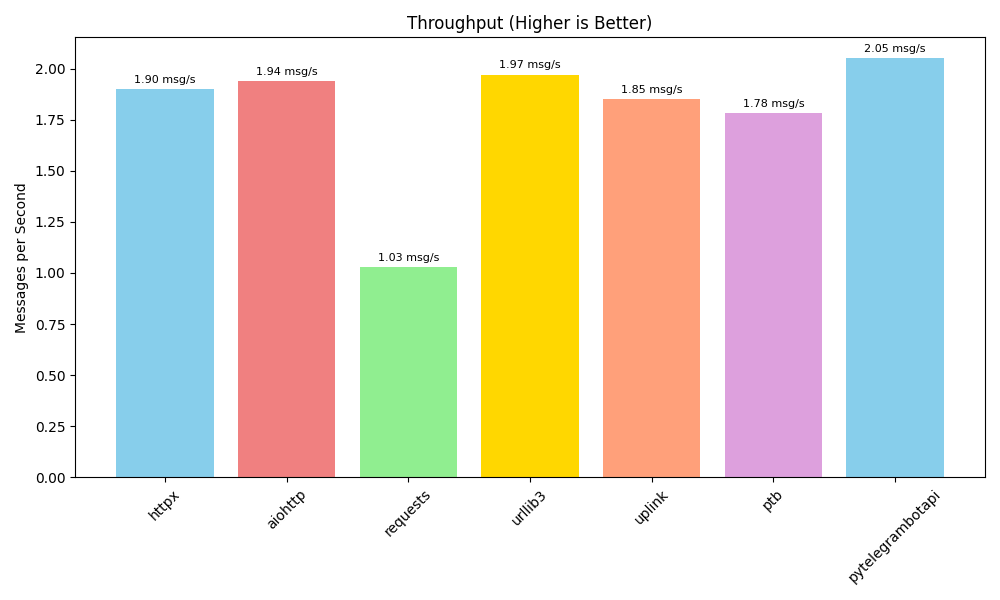 Throughput (Higher is Better)
Messages per Second
2.00
1.75
1.50
1.25
1.00
0.75
0.50
0.25
0.00
1.90 msg/s
1.94 msg/s
1.03 msg/s
1.97 msg/s
1.85 msg/s
1.78 msg/s
2.05 msg/s
httpx
aiohttp
requests
urllib3
uplink
ptb
pytelegrambotapi